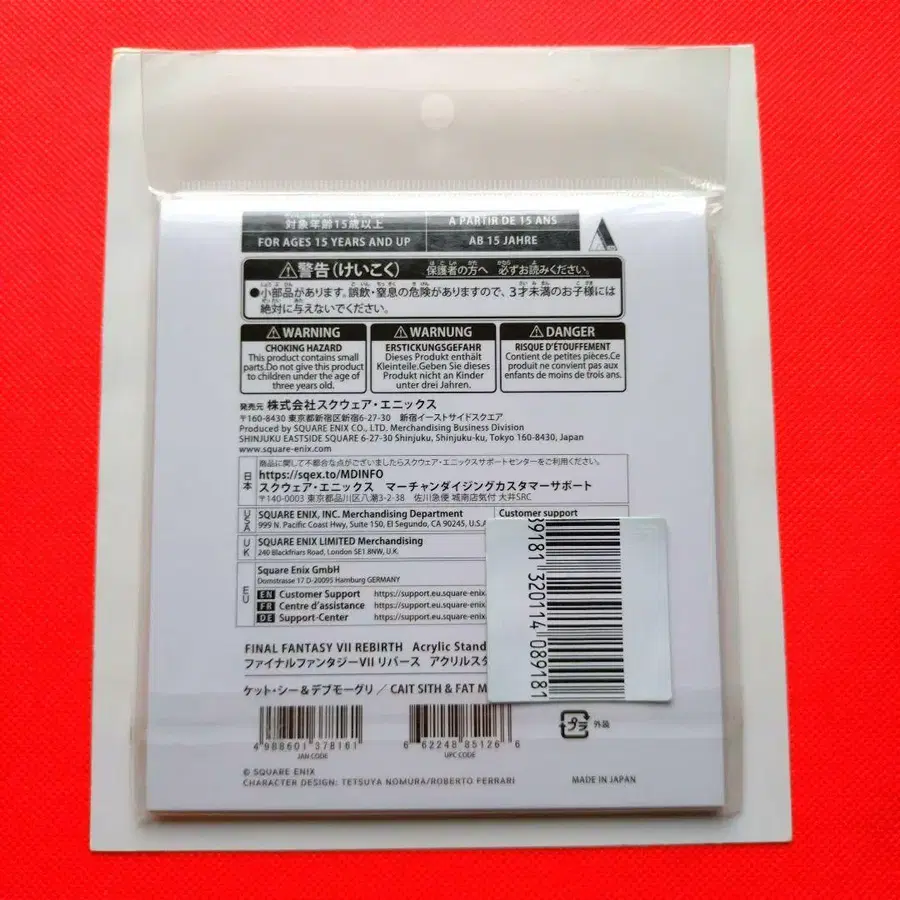 対象年齢15歳以上
A PARTIR DE 15 ANS
FOR AGES 15 YEARS AND UP
AB 15 JAHRE
警告(けいこく) 保護者の方へ 必ずお読みください。
●小部品があります。誤飲・窒息の危険がありますので、3才未満のお子様には
絶対に与えないでください。
WARNING
CHOKING HAZARD
This product contains small
parts.Do not give this product
to children under the age of
three years old.
WARNUNG
ERSTICKUNGSGEFAHR
Dieses Produkt enthält
Kleinteile.Geben Sie dieses
Produkt nicht an Kinder
unter drei Jahren.
DANGER
RISQUE D'ÉTOUFFEMENT
Contient de petites pièces.Ce
produit ne convient pas aux
enfants de moins de trois ans.
発売元 株式会社スクウェア・エニックス
〒160-8430 東京都新宿区新宿6-27-30 新宿イーストサイドスクエア
Produced by SQUARE ENIX CO., LTD. Merchandising Business Division
SHINJUKU EASTSIDE SQUARE 6-27-30 Shinjuku, Shinjuku-ku, Tokyo 160-8430, Japan
www.square-enix.com
日本
商品に関して不都合な点がございましたらスクウェア・エニックスサポートセンターをご利用ください。
https://sqex.to/MDINFO
スクウェア・エニックス マーチャンダイジングカスタマーサポート
〒140-0003 東京都品川区八潮3-2-38 佐川急便 城南店気付 大井SRC
USA
SQUARE ENIX, INC. Merchandising Department
Customer support
999 N. Pacific Coast Hwy, Suite 150, El Segundo, CA 90245, U.S.A
UK
SQUARE ENIX LIMITED Merchandising
240 Blackfriars Road, London SE1 8NW, U.K.
EU
Square Enix GmbH
Domstrasse 17 D-20095 Hamburg GERMANY
EN Customer Support https://support.eu.square-enix
FR Centre d'assistance https://support.eu.square-enix
DE Support-Center https://support.eu.square-enix
89181 320114 089181
FINAL FANTASY VII REBIRTH Acrylic Stand
ファイナルファンタジーVII リバース アクリルスタ
ケット・シー&デブモーグリ / CAIT SITH & FAT M
4 988601 378161
JAN CODE
6 62248 85126 6
UPC CODE
プラ 外装
© SQUARE ENIX
CHARACTER DESIGN: TETSUYA NOMURA/ROBERTO FERRARI
MADE IN JAPAN